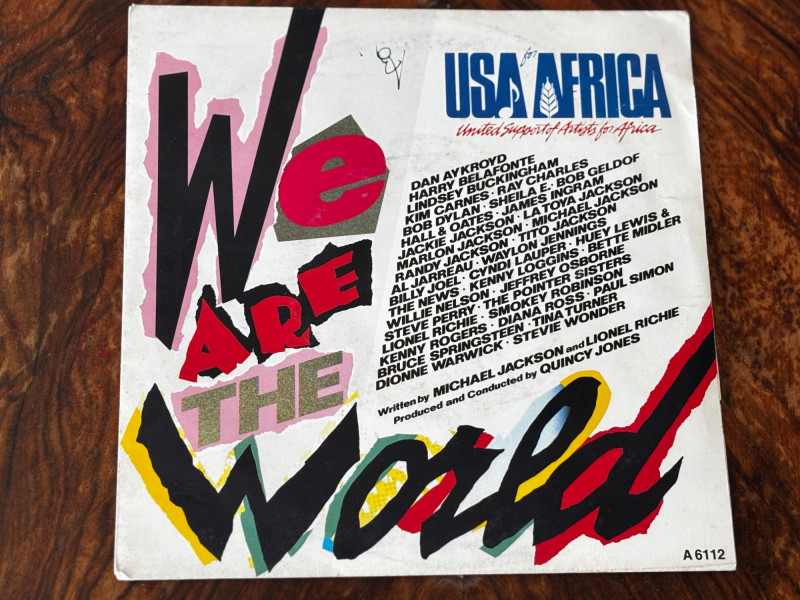 We
ARE
THE
World
USA for AFRICA
United Support of Artists for Africa
DAN AYKROYD
HARRY BELAFONTE
LINDSEY BUCKINGHAM
KIM CARNES · RAY CHARLES
BOB DYLAN · SHEILA E. · BOB GELDOF
HALL & OATES · JAMES INGRAM
JACKIE JACKSON · LA TOYA JACKSON
MARLON JACKSON · MICHAEL JACKSON
RANDY JACKSON · TITO JACKSON
AL JARREAU · WAYLON JENNINGS
BILLY JOEL · CYNDI LAUPER · HUEY LEWIS &
THE NEWS · KENNY LOGGINS · BETTE MIDLER
WILLIE NELSON · JEFFREY OSBORNE
STEVE PERRY · THE POINTER SISTERS
LIONEL RICHIE · SMOKEY ROBINSON
KENNY ROGERS · DIANA ROSS · PAUL SIMON
BRUCE SPRINGSTEEN · TINA TURNER
DIONNE WARWICK · STEVIE WONDER
Written by MICHAEL JACKSON and LIONEL RICHIE
Produced and Conducted by QUINCY JONES
A 6112